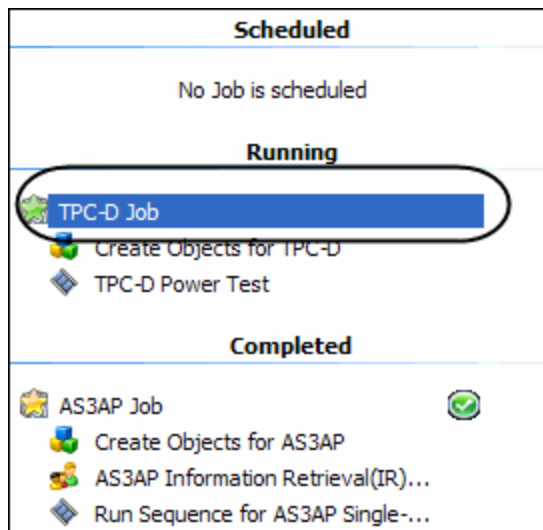 Scheduled
No Job is scheduled
Running
TPC-D Job
Create Objects for TPC-D
TPC-D Power Test
Completed
AS3AP Job
Create Objects for AS3AP
AS3AP Information Retrieval(IR)...
Run Sequence for AS3AP Single-...